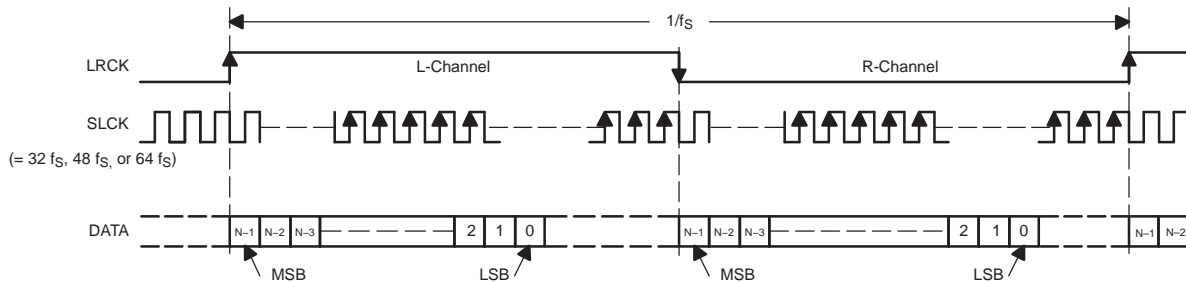 1/fS
LRCK
L-Channel
R-Channel
SLCK
(= 32 fS, 48 fS, or 64 fS)
DATA
N–1 N–2 N–3 2 1 0 N–1 N–2 N–3 2 1 0 N–1 N–2
MSB LSB MSB LSB